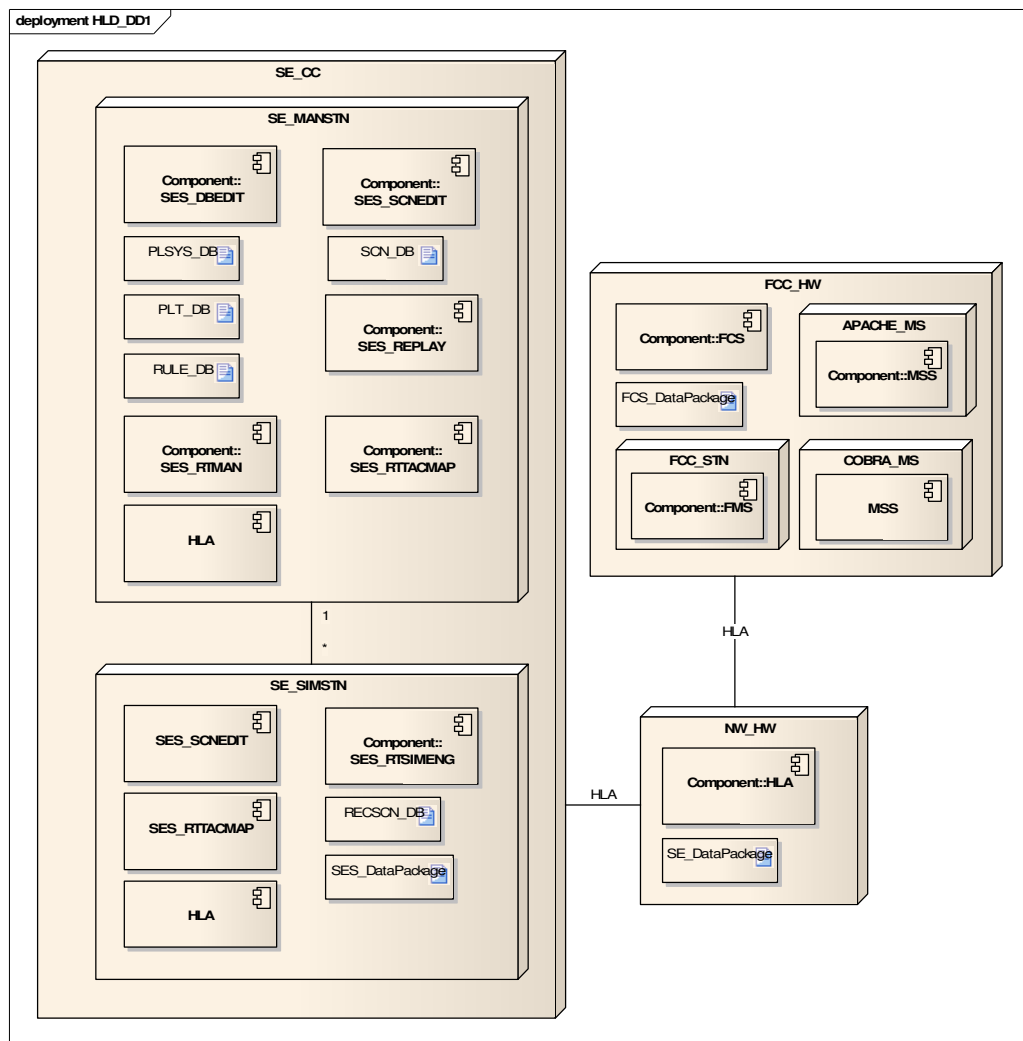 deployment HLD_DD1
SE_CC
SE_MANSTN
Component::
SES_DBEDIT
Component::
SES_SCNEDIT
PLSYS_DB
SCN_DB
PLT_DB
Component::
SES_REPLAY
RULE_DB
Component::
SES_RTMAN
Component::
SES_RTTACMAP
HLA
1
*
SE_SIMSTN
SES_SCNEDIT
Component::
SES_RTSIMENG
SES_RTTACMAP
RECSCN_DB
SES_DataPackage
HLA
FCC_HW
Component::FCS
APACHE_MS
Component::MSS
FCS_DataPackage
FCC_STN
Component::FMS
COBRA_MS
MSS
HLA
HLA
NW_HW
Component::HLA
SE_DataPackage